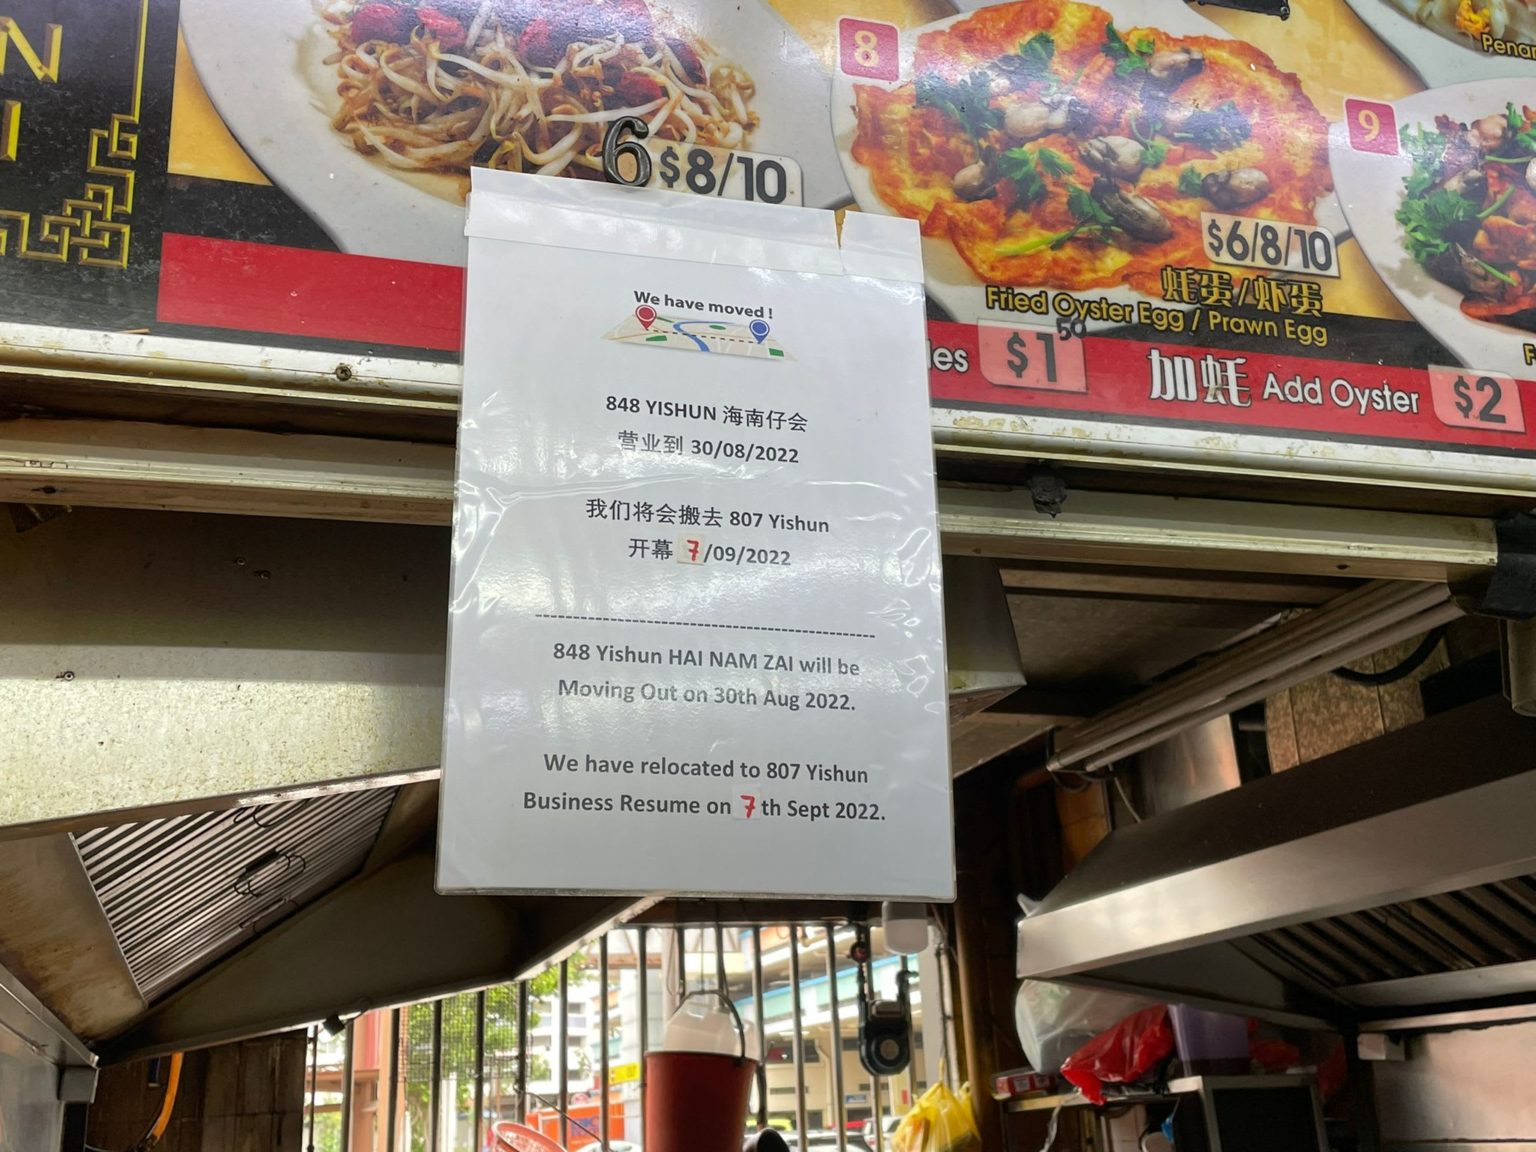 N
I
6 $8/10
8
$6/8/10
蚝蛋/虾蛋
Fried Oyster Egg / Prawn Egg
9
$1 50
加蚝 Add Oyster $2
We have moved !
848 YISHUN 海南仔会
营业到 30/08/2022
我们将会搬去 807 Yishun
开幕 7/09/2022
848 Yishun HAI NAM ZAI will be
Moving Out on 30th Aug 2022.
We have relocated to 807 Yishun
Business Resume on 7 th Sept 2022.